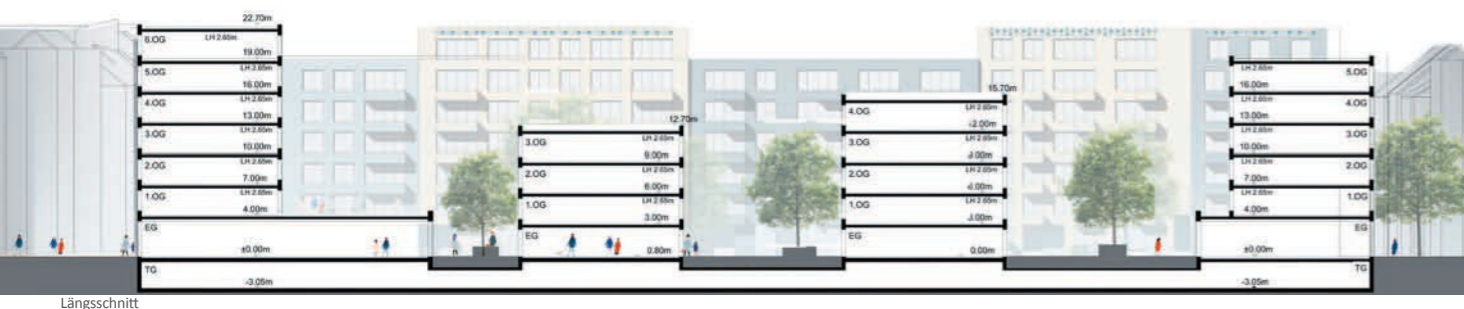 22.70m
6.OG LH 2.65m
19.00m
5.OG LH 2.65m
16.00m
4.OG LH 2.65m
13.00m
3.OG LH 2.65m
10.00m
2.OG LH 2.65m
7.00m
1.OG LH 2.65m
4.00m
EG
±0.00m
TG
-3.05m
12.70m
3.OG LH 2.65m
9.00m
2.OG LH 2.65m
6.00m
1.OG LH 2.65m
3.00m
EG
0.80m
15.70m
4.OG LH 2.65m
3.OG LH 2.65m
2.OG LH 2.65m
1.OG LH 2.65m
EG
0.00m
LH 2.65m 5.OG
16.00m
LH 2.65m 4.OG
13.00m
LH 2.65m 3.OG
10.00m
LH 2.65m 2.OG
7.00m
LH 2.65m 1.OG
4.00m
EG
±0.00m
TG
-3.05m
Längsschnitt